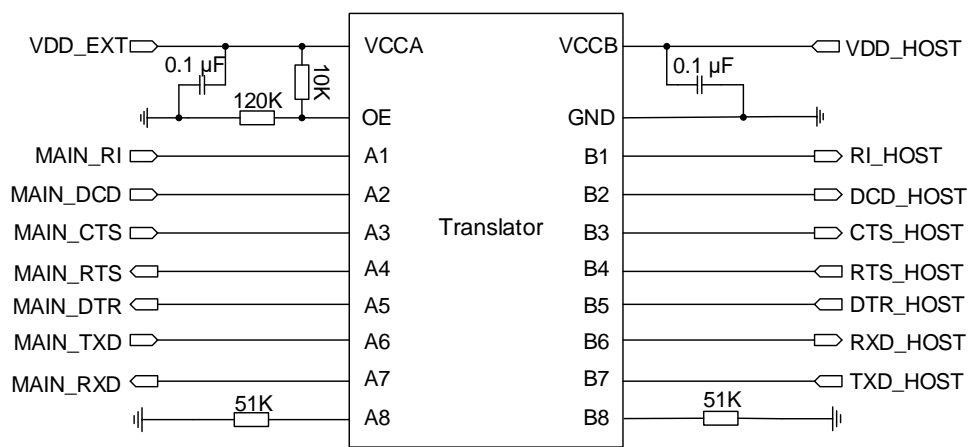 VDD_EXT VCCA VCCB VDD_HOST
0.1 µF 10K 0.1 µF
120K OE GND
MAIN_RI A1 B1 RI_HOST
MAIN_DCD A2 B2 DCD_HOST
MAIN_CTS A3 Translator B3 CTS_HOST
MAIN_RTS A4 B4 RTS_HOST
MAIN_DTR A5 B5 DTR_HOST
MAIN_TXD A6 B6 RXD_HOST
MAIN_RXD A7 B7 TXD_HOST
51K A8 B8 51K